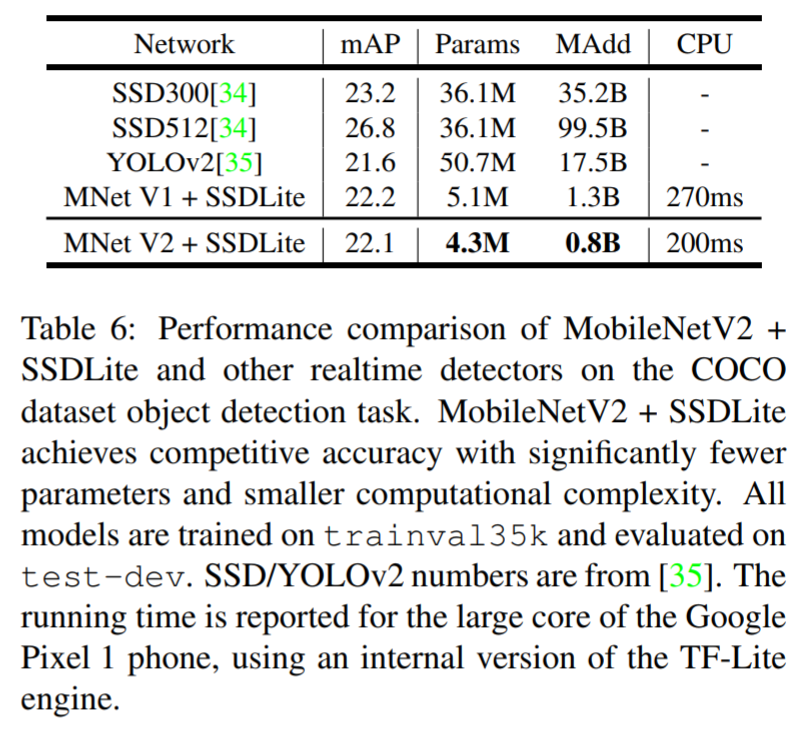 Network mAP Params MAdd CPU
SSD300[34] 23.2 36.1M 35.2B -
SSD512[34] 26.8 36.1M 99.5B -
YOLOv2[35] 21.6 50.7M 17.5B -
MNet V1 + SSDLite 22.2 5.1M 1.3B 270ms
MNet V2 + SSDLite 22.1 4.3M 0.8B 200ms
Table 6: Performance comparison of MobileNetV2 +
SSDLite and other realtime detectors on the COCO
dataset object detection task. MobileNetV2 + SSDLite
achieves competitive accuracy with significantly fewer
parameters and smaller computational complexity. All
models are trained on trainval35k and evaluated on
test-dev. SSD/YOLOv2 numbers are from [35]. The
running time is reported for the large core of the Google
Pixel 1 phone, using an internal version of the TF-Lite
engine.